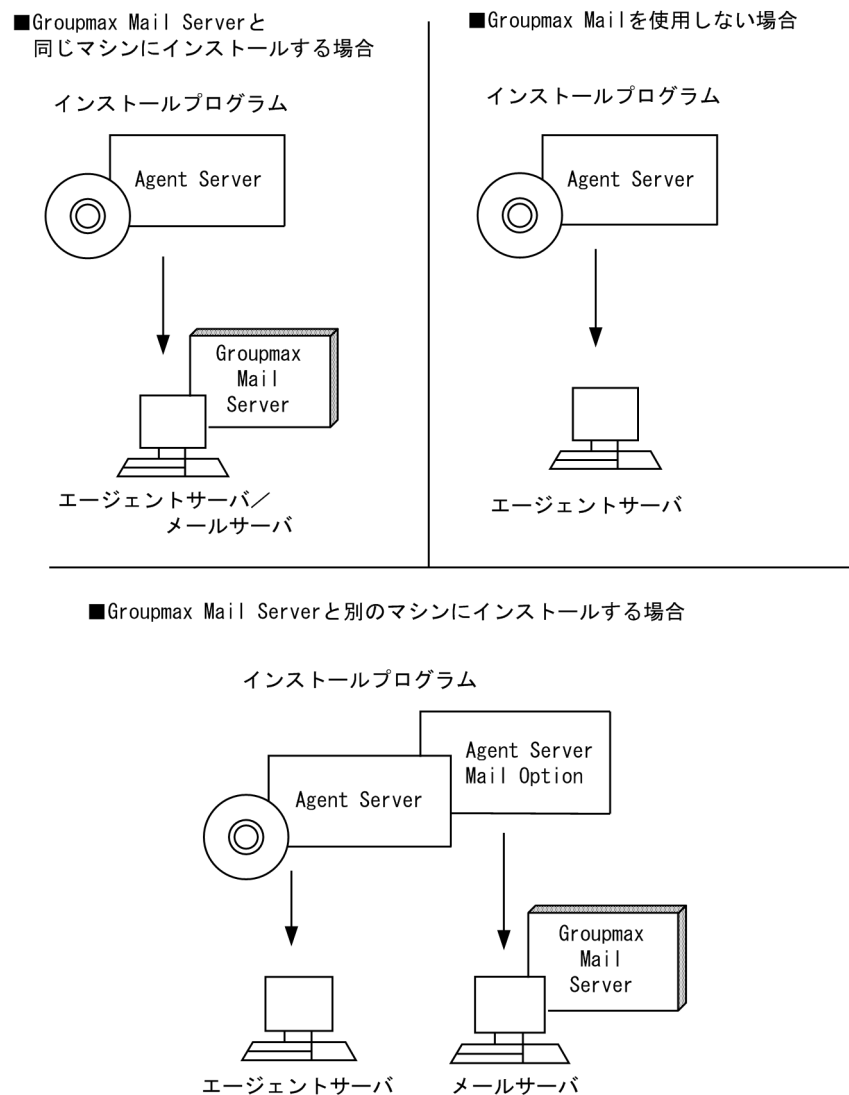 ■Groupmax Mail Serverと
同じマシンにインストールする場合
インストールプログラム
Agent Server
Groupmax
Mail
Server
エージェントサーバ／
メールサーバ
■Groupmax Mailを使用しない場合
インストールプログラム
Agent Server
エージェントサーバ
■Groupmax Mail Serverと別のマシンにインストールする場合
インストールプログラム
Agent Server
Mail Option
Agent Server
Groupmax
Mail
Server
エージェントサーバ
メールサーバ